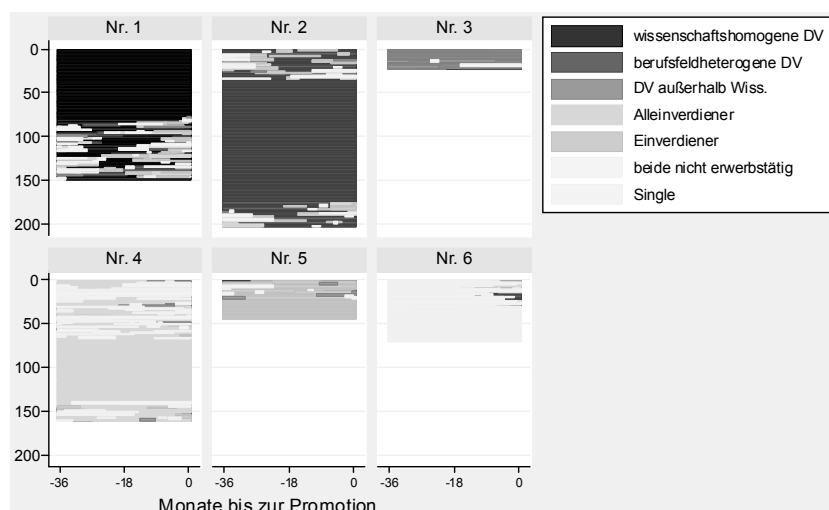 Nr. 1
Nr. 2
Nr. 3
0
50
100
150
200
Nr. 4
Nr. 5
Nr. 6
0
50
100
150
200
-36
-18
0
-36
-18
0
-36
-18
0
Monate bis zur Promotion
wissenschaftshomogene DV
berufsfeldheterogene DV
DV außerhalb Wiss.
Alleinverdiener
Einverdiener
beide nicht erwerbstätig
Single